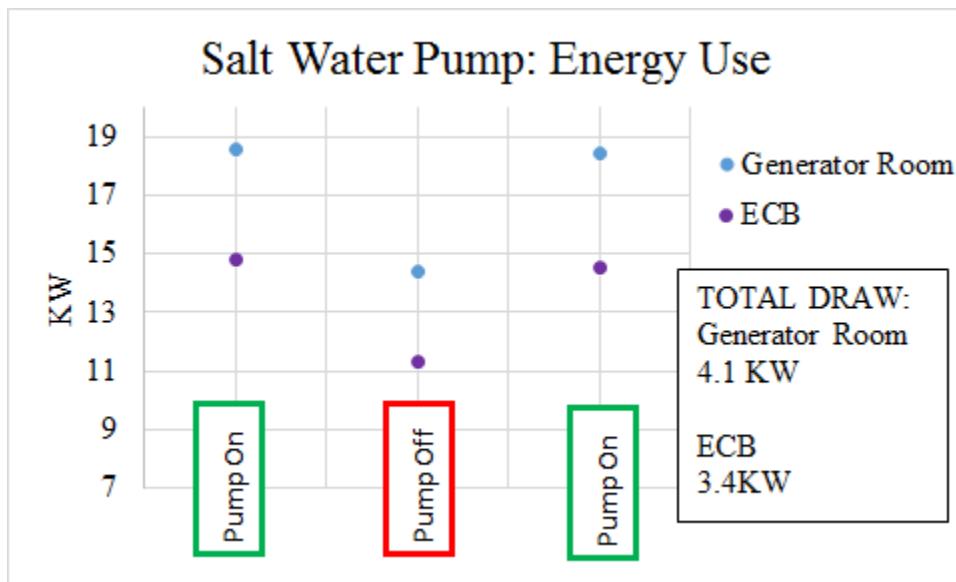 Salt Water Pump: Energy Use
19
17
15
13
11
9
7
KW
Pump On
Pump Off
Pump On
Generator Room
ECB
TOTAL DRAW:
Generator Room
4.1 KW
ECB
3.4KW